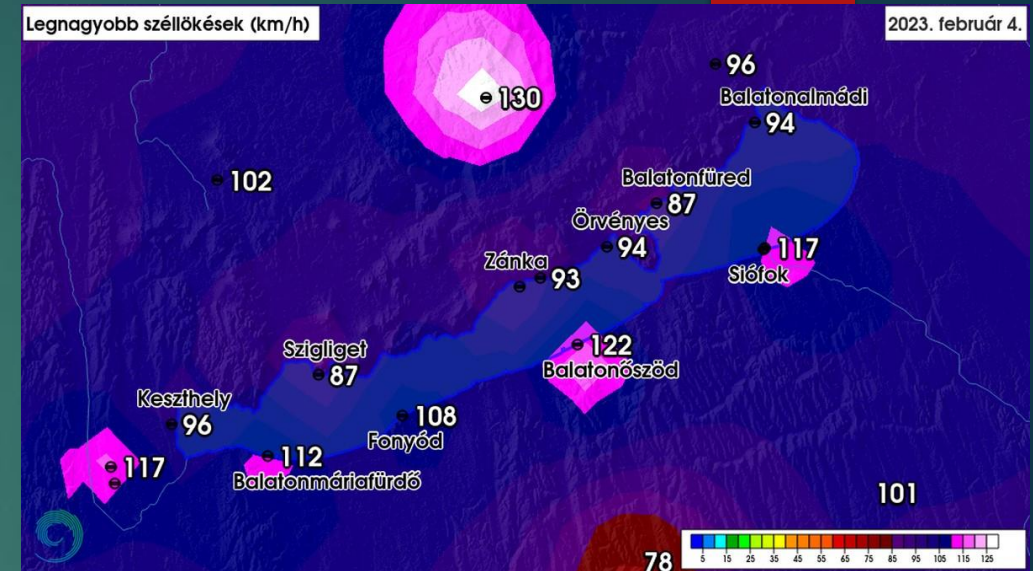 Legnagyobb széllökések (km/h)
2023. február 4.
96
130
Balatonalmádi
94
102
Balatonfüred
87
Örvényes
94
Zánka
93
117
Siófok
122
Balatonőszöd
Szigliget
87
Keszthely
96
108
Fonyód
112
Balatonmáriafürdő
117
101
78
5 15 25 35 45 55 65 75 85 95 105 115 125